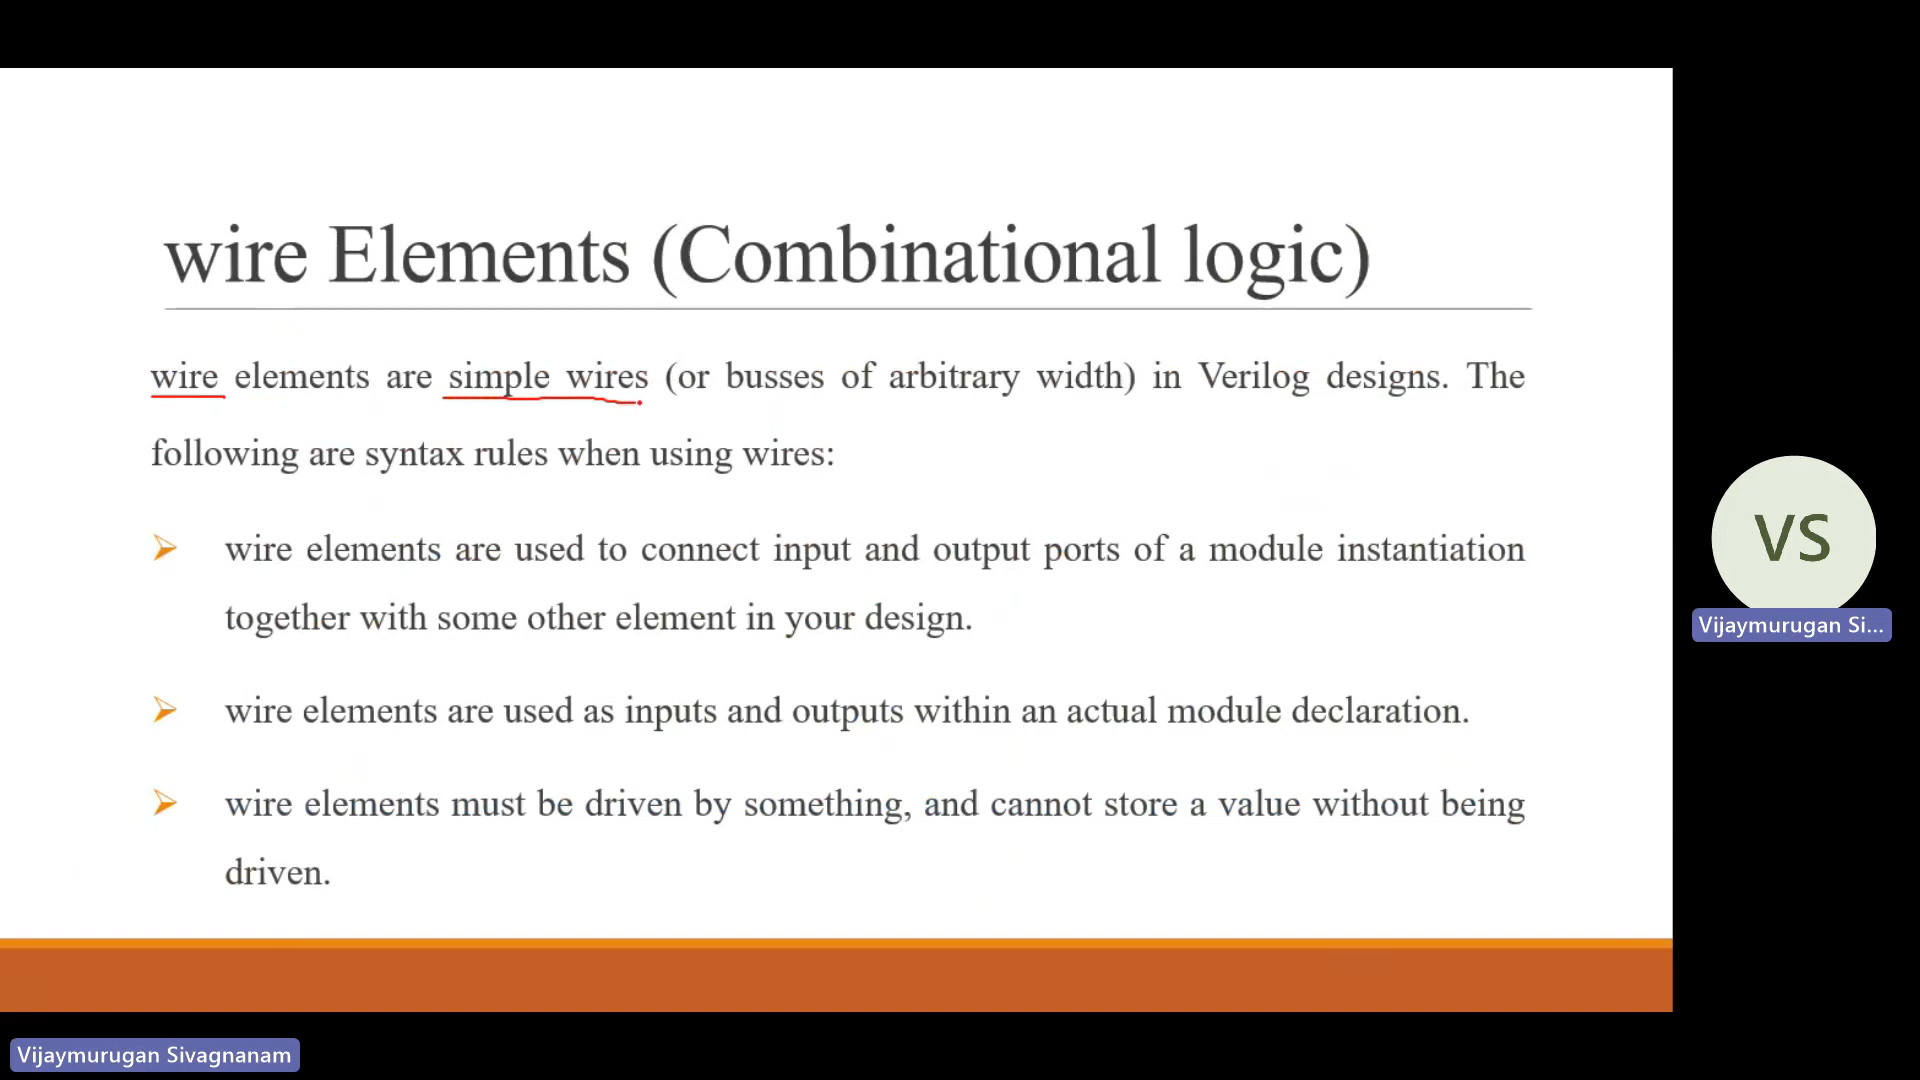 wire Elements (Combinational logic)
wire elements are simple wires (or busses of arbitrary width) in Verilog designs. The
following are syntax rules when using wires:
wire elements are used to connect input and output ports of a module instantiation
together with some other element in your design.
wire elements are used as inputs and outputs within an actual module declaration.
wire elements must be driven by something, and cannot store a value without being
driven.
VS
Vijaymurugan Si...
Vijaymurugan Sivagnanam